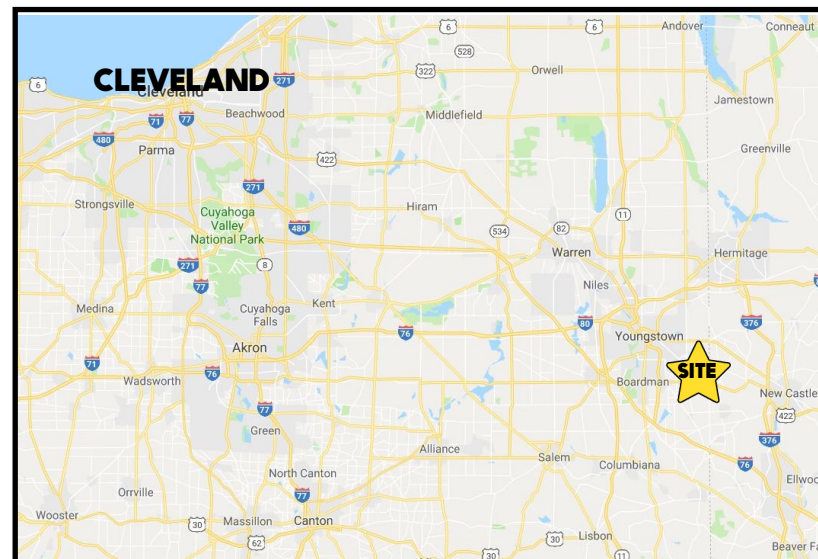 6
6
Andover
Conneaut
528
CLEVELAND
Cleveland
271
322
Orwell
6
Jamestown
Beachwood
Middlefield
71
77
480
Parma
422
Greenville
271
Strongsville
Hiram
Cuyahoga
Valley
National Park
11
480
534
82
Warren
Hermitage
271
8
77
Niles
Medina
Cuyahoga
Falls
Kent
80
376
76
Youngstown
Akron
71
SITE
76
Wadsworth
Boardman
New Castle
77
422
Green
376
Alliance
Salem
Columbiana
76
North Canton
Ellwo
Orrville
77
Wooster
30
Massillon
Canton
62
30
30
Lisbon
11
Beaver Fa